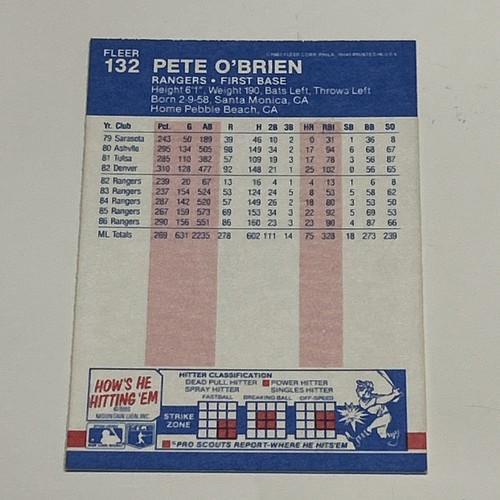 FLEER
132 PETE O'BRIEN
RANGERS • FIRST BASE
Height 6'1", Weight 190, Bats Left, Throws Left
Born 2-9-58, Santa Monica, CA
Home Pebble Beach, CA
Yr. Club Pct. G AB R H 2B 3B HR RBI SB BB SO
79 Sarasota .243 50 189 39 46 10 2 0 31 1 36 8
80 Ashvlle 295 134 505 98 149 34 2 17 94 6 68 67
81 Tulsa 285 110 382 57 109 19 3 17 78 3 56 87
82 Denver 310 128 477 92 148 21 1 25 102 0 56 65
82 Rangers 239 20 67 13 16 4 1 4 13 1 6 8
83 Rangers 237 154 524 53 124 24 5 8 53 5 58 62
84 Rangers 287 142 520 57 149 26 2 18 80 3 53 50
85 Rangers 267 159 573 69 153 34 3 22 92 5 69 53
86 Rangers 290 156 551 86 160 23 3 23 90 4 87 66
ML Totals 269 631 2235 278 602 111 14 75 328 18 273 239
HOW'S HE
HITTING 'EM
MOUNTAIN LION, INC.
HITTER CLASSIFICATION
DEAD PULL HITTER POWER HITTER
SPRAY HITTER SINGLES HITTER
FASTBALL BREAKING BALL OFF-SPEED
STRIKE
ZONE
=PRO SCOUTS REPORT-WHERE HE HITS'EM